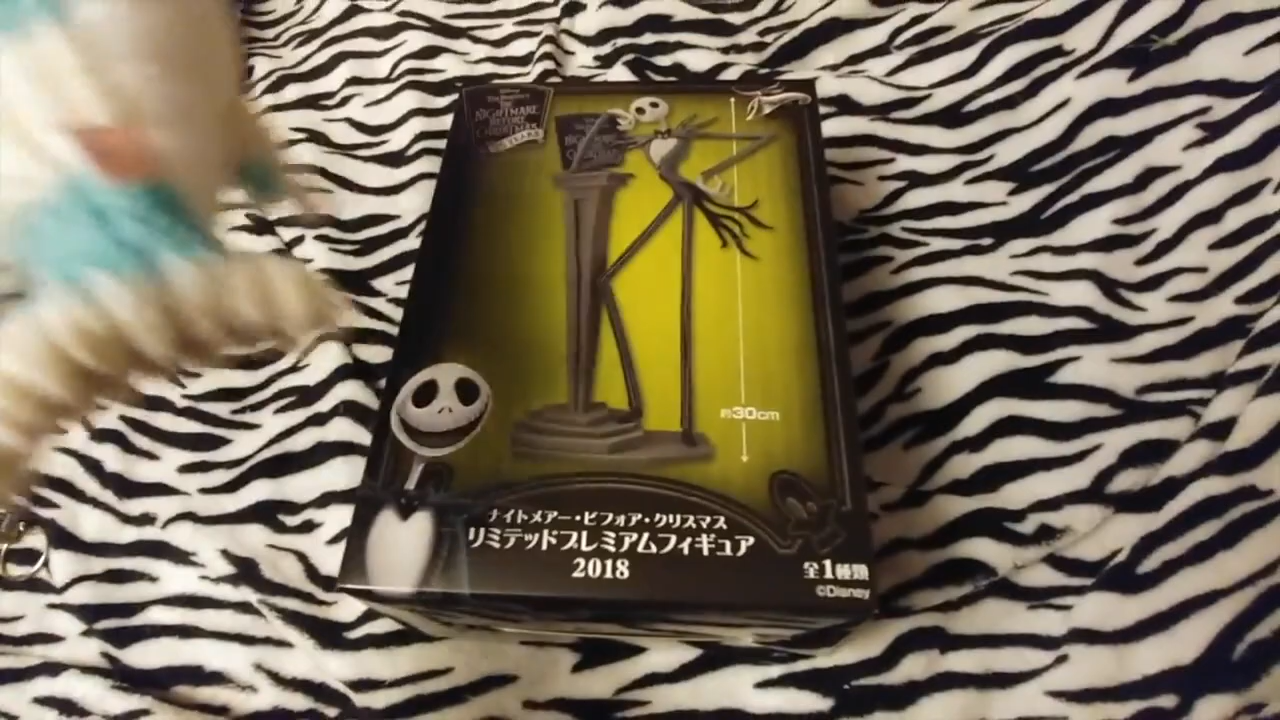 THE
NIGHTMARE
BEFORE
CHRISTMAS
約30cm
ナイトメアー・ビフォア・クリスマス
リミテッドプレミアムフィギュア
2018
全1種類
©Disney